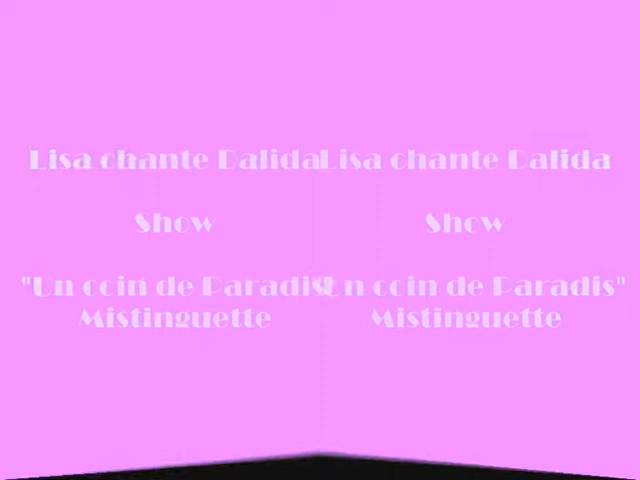 Lisa chante Dalida Lisa chante Dalida
Show Show
"Un coin de Paradis" "Un coin de Paradis"
Mistinguette Mistinguette